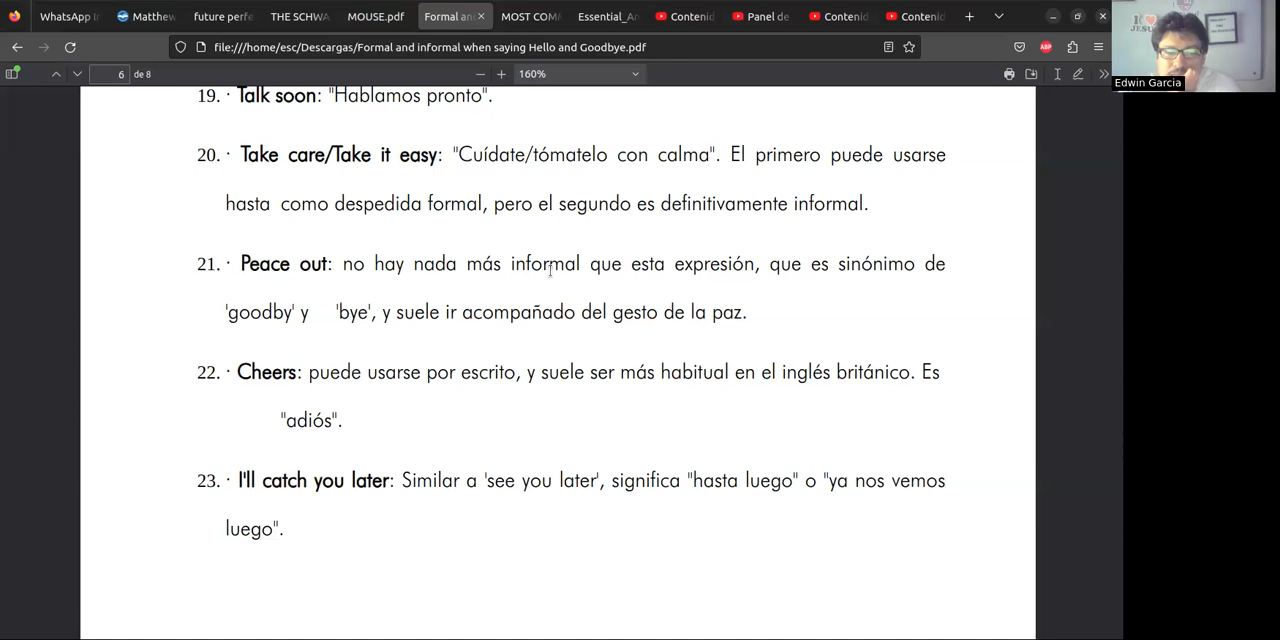 WhatsApp
Matthew
future perfe
THE SCHWA
MOUSE.pdf
Formal an
MOST COM
Essential_
Contenid
Panel de
Contenid
Contenid
file:///home/esc/Descargas/Formal and informal when saying Hello and Goodbye.pdf
ABP
6 de 8
160%
JESUS
Edwin Garcia
19. · Talk soon: "Hablamos pronto".
20. · Take care/Take it easy: "Cuídate/tómatelo con calma". El primero puede usarse
hasta como despedida formal, pero el segundo es definitivamente informal.
21. · Peace out: no hay nada más informal que esta expresión, que es sinónimo de
'goodby' y 'bye', y suele ir acompañado del gesto de la paz.
22. · Cheers: puede usarse por escrito, y suele ser más habitual en el inglés británico. Es
"adiós".
23. · I'll catch you later: Similar a 'see you later', significa "hasta luego" o "ya nos vemos
luego".